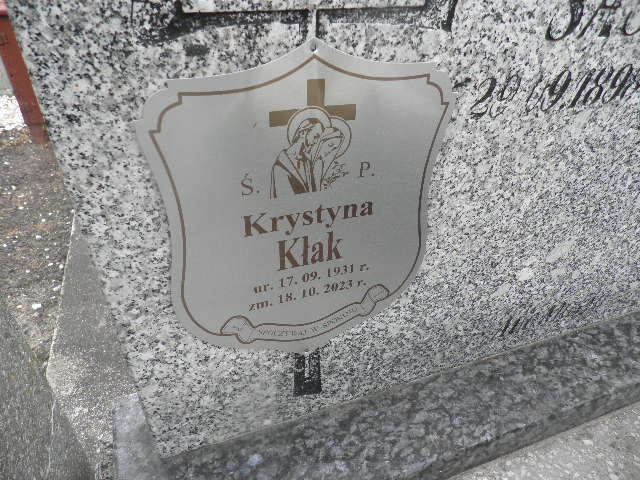 Ś. P.
Krystyna
Kłak
ur. 17. 09. 1931 r.
zm. 18. 10. 2023 r.
SPOCZYWAJ W SPOKOJU